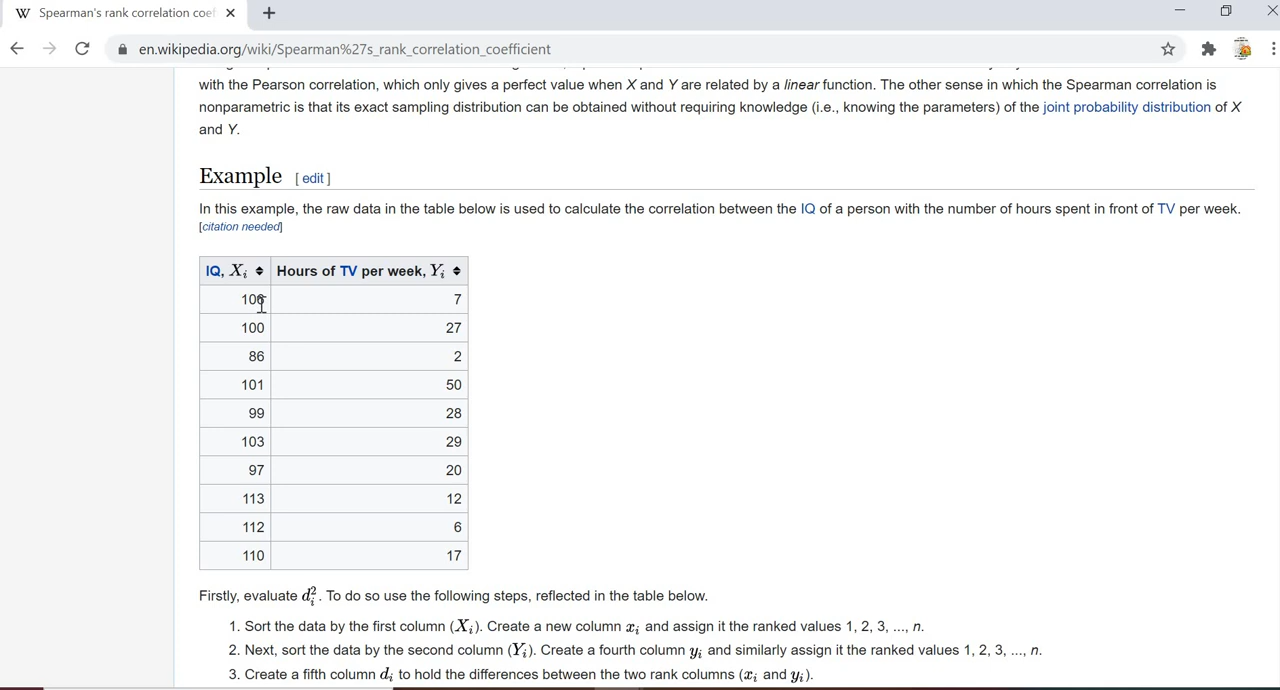 Spearman's rank correlation coef
en.wikipedia.org/wiki/Spearman%27s_rank_correlation_coefficient
with the Pearson correlation, which only gives a perfect value when X and Y are related by a linear function. The other sense in which the Spearman correlation is
nonparametric is that its exact sampling distribution can be obtained without requiring knowledge (i.e., knowing the parameters) of the joint probability distribution of X
and Y.
Example [ edit ]
In this example, the raw data in the table below is used to calculate the correlation between the IQ of a person with the number of hours spent in front of TV per week.
[citation needed]
IQ, Xi Hours of TV per week, Yi
106 7
100 27
86 2
101 50
99 28
103 29
97 20
113 12
112 6
110 17
Firstly, evaluate d²i. To do so use the following steps, reflected in the table below.
1. Sort the data by the first column (Xi). Create a new column xi and assign it the ranked values 1, 2, 3, ..., n.
2. Next, sort the data by the second column (Yi). Create a fourth column yi and similarly assign it the ranked values 1, 2, 3, ..., n.
3. Create a fifth column di to hold the differences between the two rank columns (xi and yi).